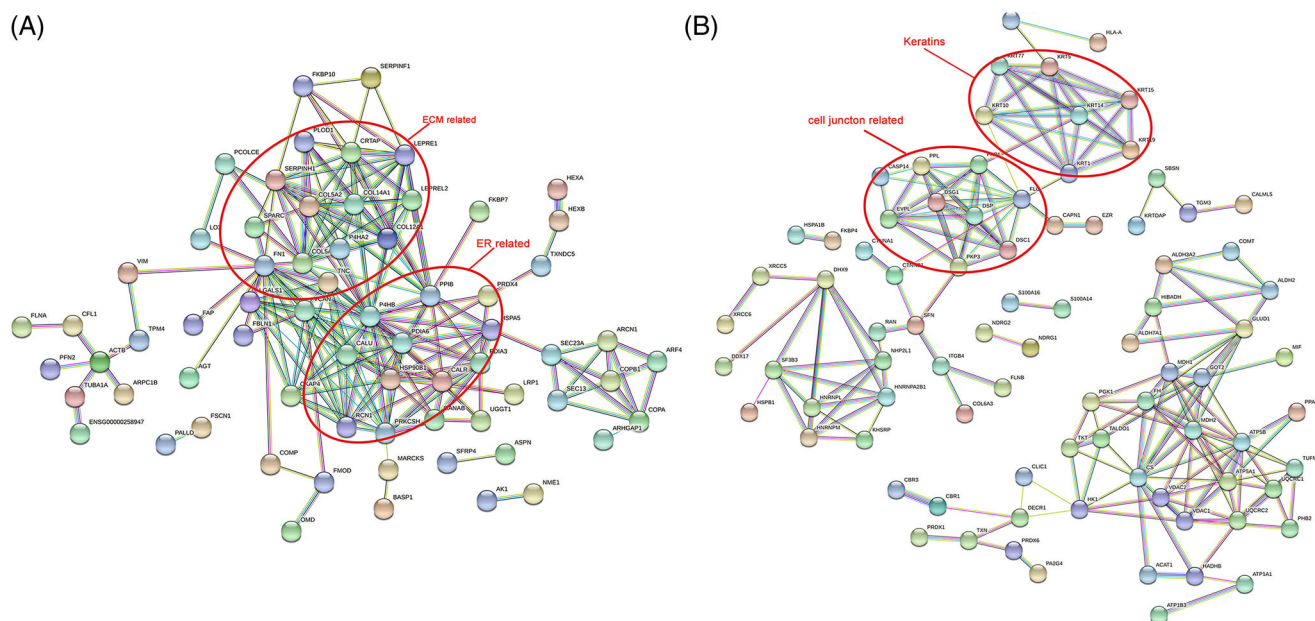 (A)
SERPINF1
FKBP10
ECM related
PLOD1
CRTAP
LEPRE1
PCOLCE
SERPINH1
COL5A2
COL14A1
LEPREL2
HEXA
HEXB
SPARC
COL12A1
FKBP7
P4HA2
FN1
TNC
ER related
TXNDC5
VIM
PPIB
PRDX4
LGALS1
P4HB
FAP
FBLN1
HSPA5
FLNA
CFL1
TPM4
PDIA6
ARCN1
ARF4
ACTB
CALU
PDIA3
SEC23A
PFN2
AGT
HSP90B1
CALR
COPB1
TUBA1A
ARPC1B
CKAP4
LRP1
SEC13
COPA
RCN1
GANAB
UGGT1
ENSG00000258947
FSCN1
PRKCSH
ARHGAP1
PALLD
ASPN
COMP
MARCKS
SFRP4
FMOD
NME1
BASP1
AK1
OMD
(B)
HLA-A
Keratins
KRT77
KRT5
KRT15
KRT10
KRT14
cell juncton related
KRT19
PPL
CASP14
KRT1
SBSN
FLG
DSG1
TGM3
CALML5
EVPL
DSP
KRTDAP
CAPN1
EZR
HSPA1B
FKBP4
CTNNA1
DSC1
COMT
PKP3
ALDH3A2
XRCC5
DHX9
ALDH2
S100A16
S100A14
HIBADH
XRCC6
SFN
GLUD1
RAN
NDRG2
ALDH7A1
NDRG1
MIF
DDX17
SF3B3
NHP2L1
ITGB4
MDH1
GOT2
FLNB
HNRNPA2B1
PGK1
FH
HSPB1
HNRNPL
COL6A3
MDH2
ATP5B
TALDO1
HNRNPM
KHSRP
TKT
CS
ATP5A1
UQCRC1
CLIC1
VDAC2
CBR3
CBR1
DECR1
HK1
VDAC1
UQCRC2
PHB2
PRDX1
TXN
PRDX6
PA2G4
ACAT1
HADHB
ATP1A1
ATP1B3